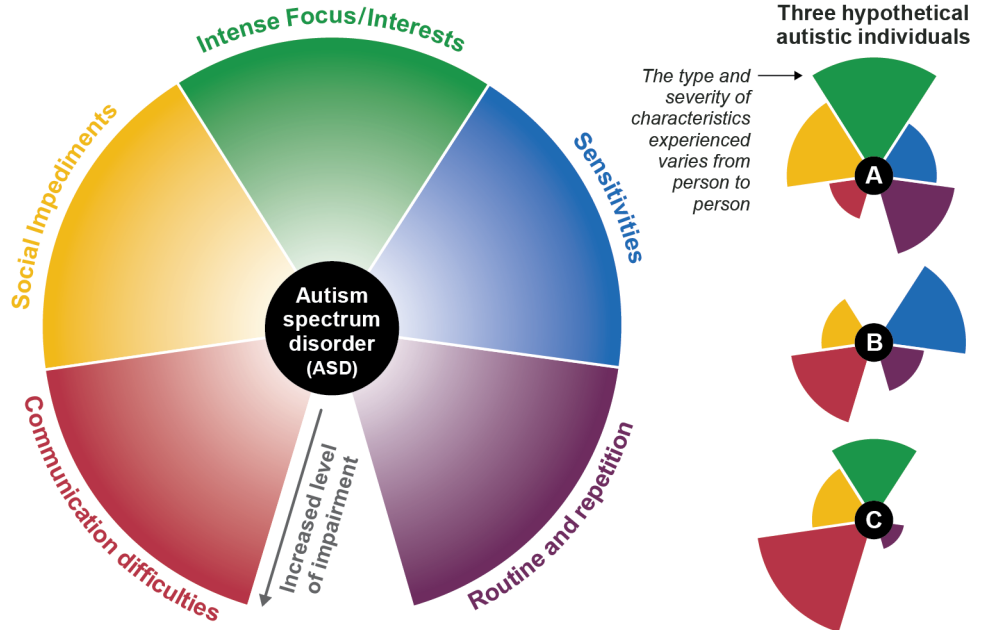 Intense Focus/Interests
Social Impediments
Sensitivities
Autism
spectrum
disorder
(ASD)
Communication difficulties
Increased level
of impairment
Routine and repetition
Three hypothetical
autistic individuals
The type and
severity of
characteristics
experienced
varies from
person to
person
A
B
C